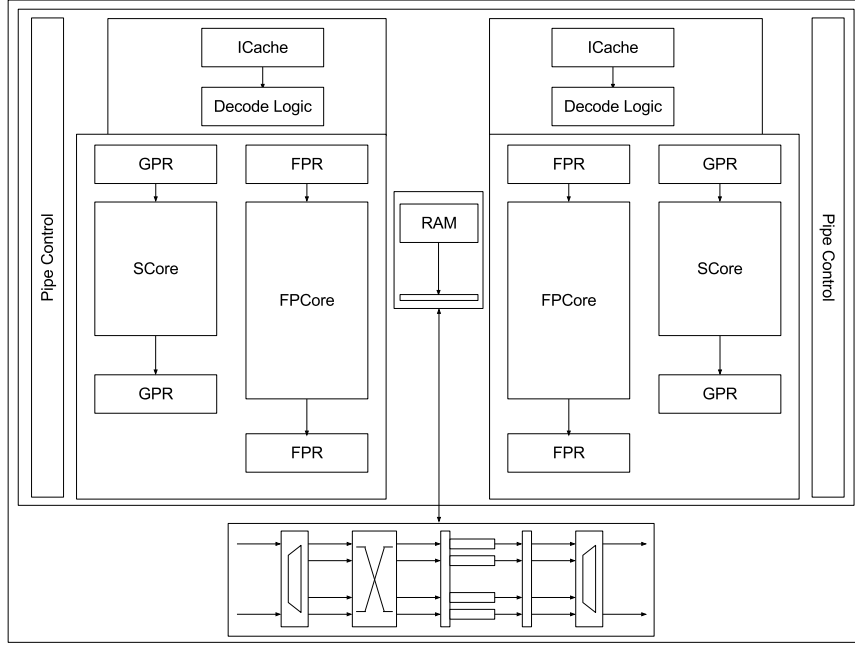 ICache
Decode Logic
GPR
FPR
SCore
FPCore
GPR
FPR
Pipe Control
RAM
ICache
Decode Logic
FPR
GPR
FPCore
SCore
GPR
FPR
Pipe Control